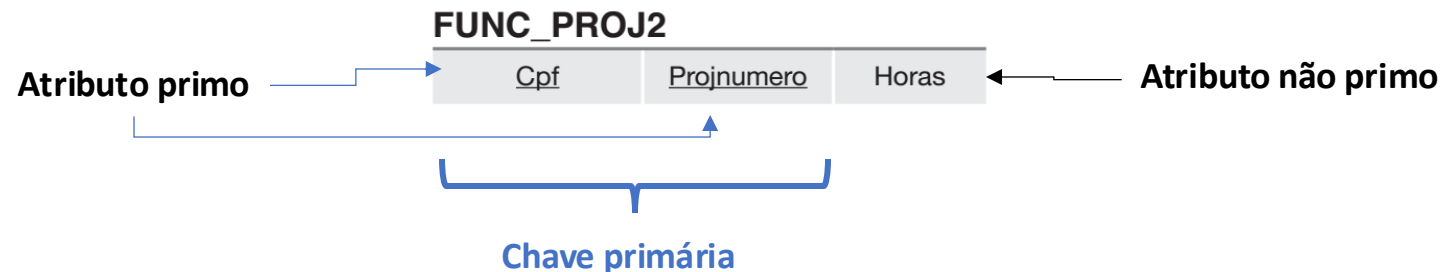 FUNC_PROJ2
Atributo primo Cpf Projnumero Horas Atributo não primo
Chave primária